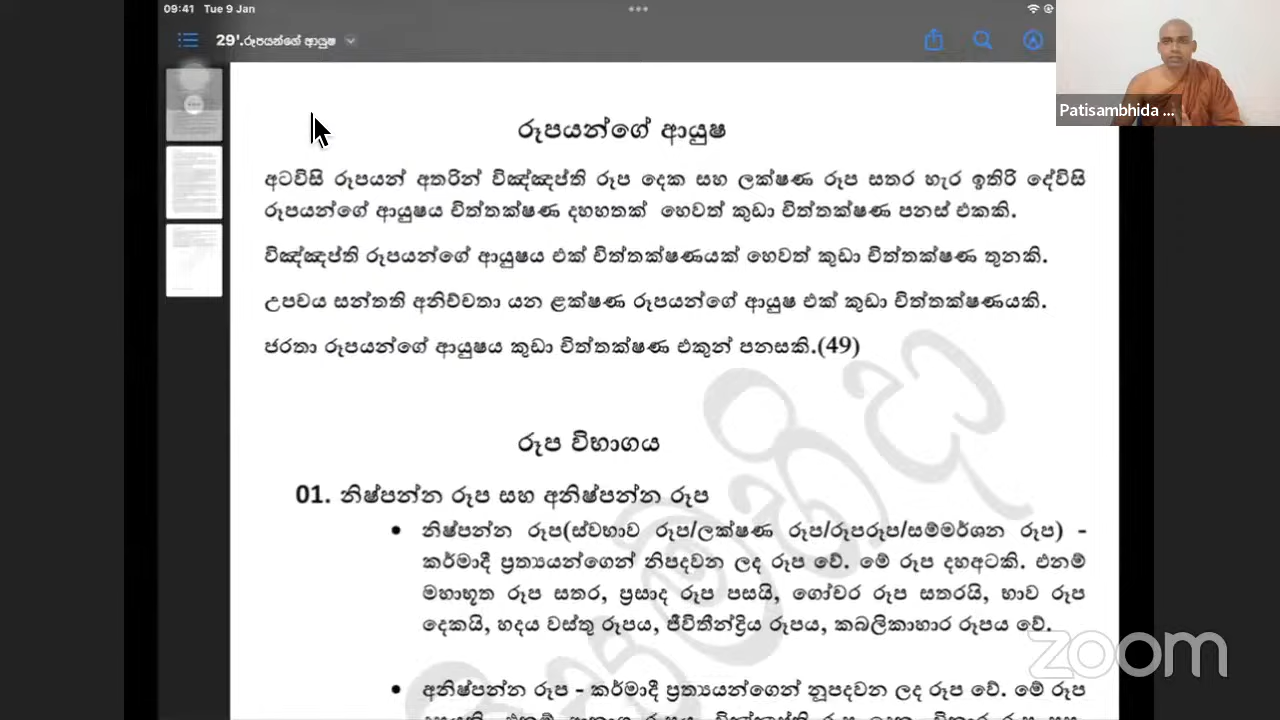 09:41 Tue 9 Jan
29'.රූපයන්ගේ ආයුෂ
Patisambhida ...
රූපයන්ගේ ආයුෂ
අටවිසි රූපයන් අතරින් විඤ්ඤප්ති රූප දෙක සහ ලක්ෂණ රූප සතර හැර ඉතිරි දේවිසි
රූපයන්ගේ ආයුෂය චිත්තක්ෂණ දහහතක් හෙවත් කුඩා චිත්තක්ෂණ පනස් එකකි.
විඤ්ඤප්ති රූපයන්ගේ ආයුෂය එක් චිත්තක්ෂණයක් හෙවත් කුඩා චිත්තක්ෂණ තුනකි.
උපචය සන්තති අනිච්චතා යන ළක්ෂණ රූපයන්ගේ ආයුෂ එක් කුඩා චිත්තක්ෂණයකි.
ජරතා රූපයන්ගේ ආයුෂය කුඩා චිත්තක්ෂණ එකුන් පනසකි.(49)
රූප විභාගය
01. නිෂ්පන්න රූප සහ අනිෂ්පන්න රූප
• නිෂ්පන්න රූප(ස්වභාව රූප/ලක්ෂණ රූප/රූපරූප/සම්මර්ශන රූප) -
කර්මාදී ප්‍රත්‍යයන්ගෙන් නිපදවන ලද රූප වේ. මේ රූප දහඅටකි. එනම්
මහාභූත රූප සතර, ප්‍රසාද රූප පසයි, ගෝචර රූප සතරයි, භාව රූප
දෙකයි, හදය වස්තු රූපය, ජීවිතීන්ද්‍රිය රූපය, කබලිකාහාර රූපය වේ.
• අනිෂ්පන්න රූප - කර්මාදී ප්‍රත්‍යයන්ගෙන් නූපදවන ලද රූප වේ. මේ රූප
zoom